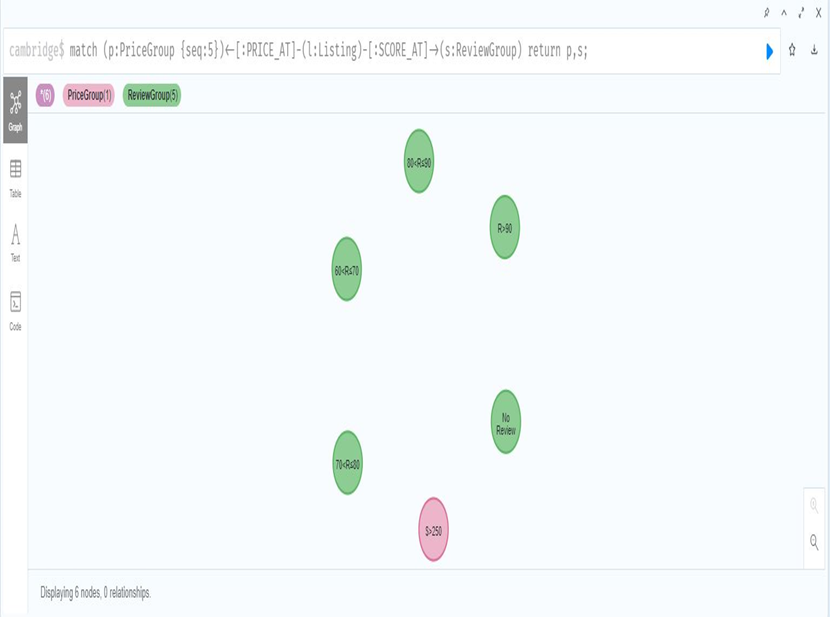 cambridge$ match (p:PriceGroup {seq:5})←[:PRICE_AT]-(l:Listing)-[:SCORE_AT]→(s:ReviewGroup) return p,s;
*(6) PriceGroup(1) ReviewGroup(5)
Graph
Table
Text
Code
80<R≤90
R>90
60<R≤70
No
Review
70<R≤80
S>250
Displaying 6 nodes, 0 relationships.